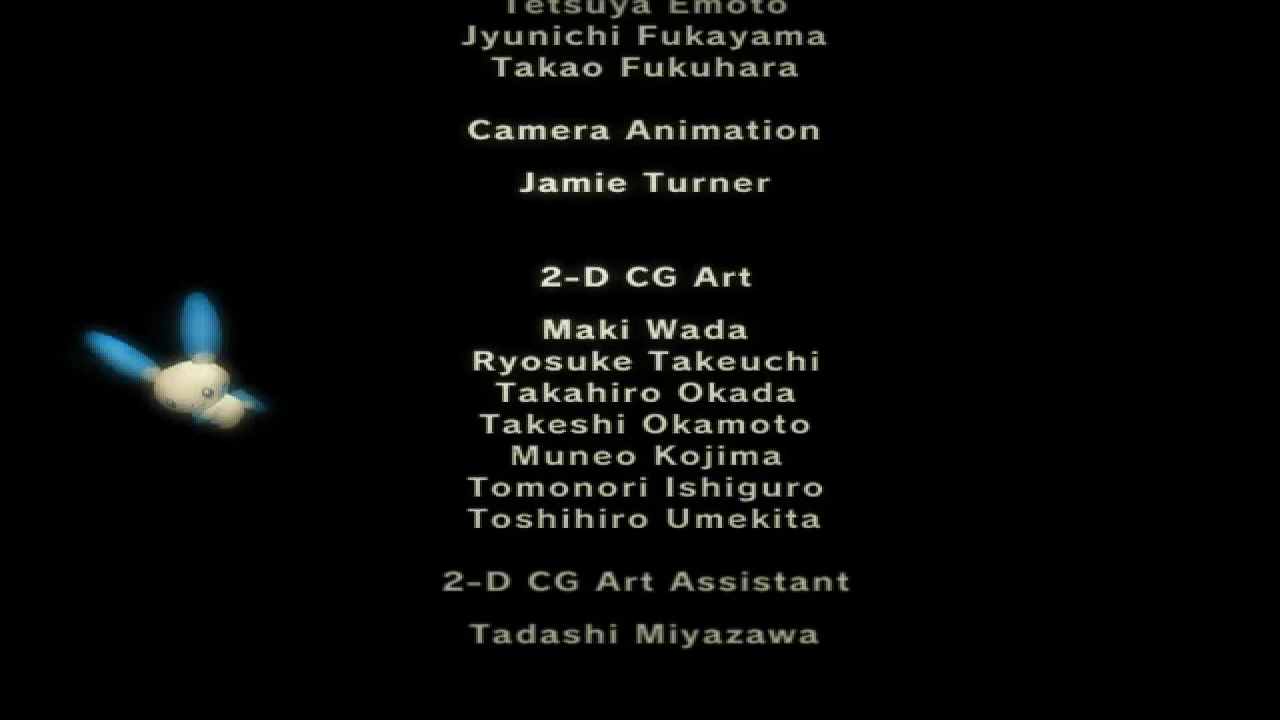 Tetsuya Emoto
Jyunichi Fukayama
Takao Fukuhara
Camera Animation
Jamie Turner
2-D CG Art
Maki Wada
Ryosuke Takeuchi
Takahiro Okada
Takeshi Okamoto
Muneo Kojima
Tomonori Ishiguro
Toshihiro Umekita
2-D CG Art Assistant
Tadashi Miyazawa